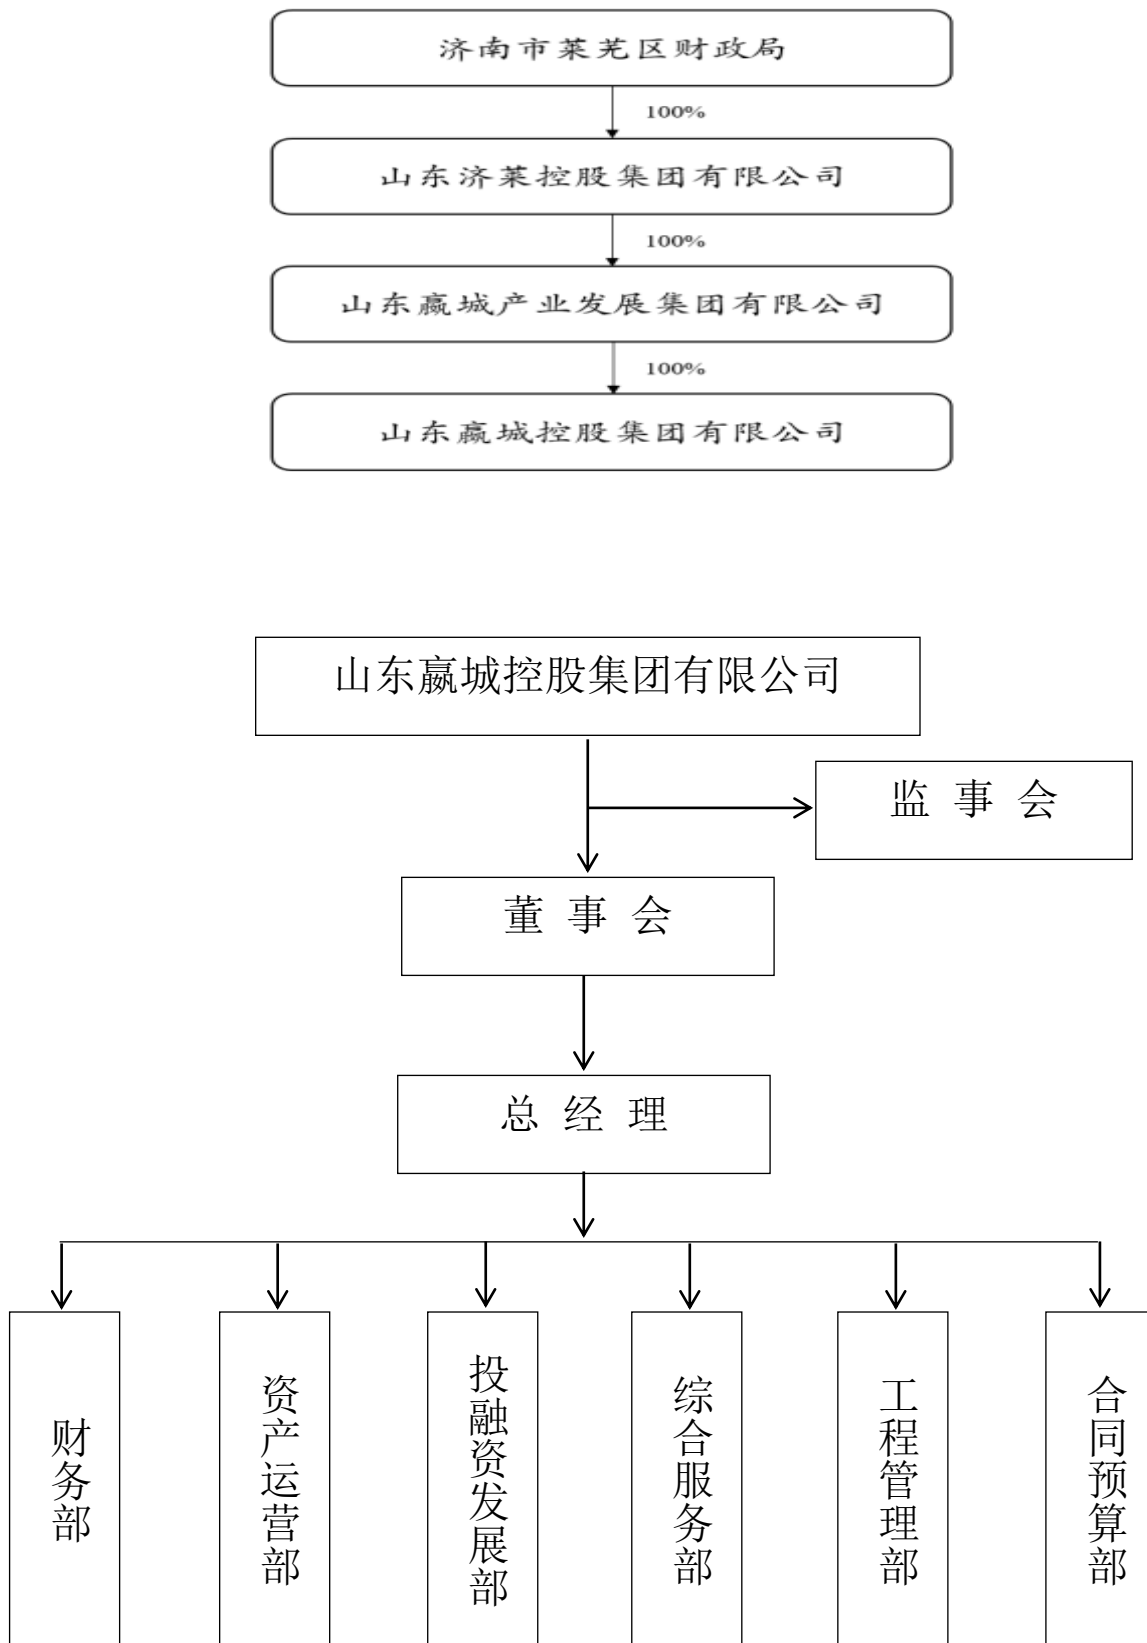 济南市莱芜区财政局
100%
山东济莱控股集团有限公司
100%
山东嬴城产业发展集团有限公司
100%
山东嬴城控股集团有限公司
山东嬴城控股集团有限公司
监 事 会
董 事 会
总 经 理
财务部
资产运营部
投融资发展部
综合服务部
工程管理部
合同预算部